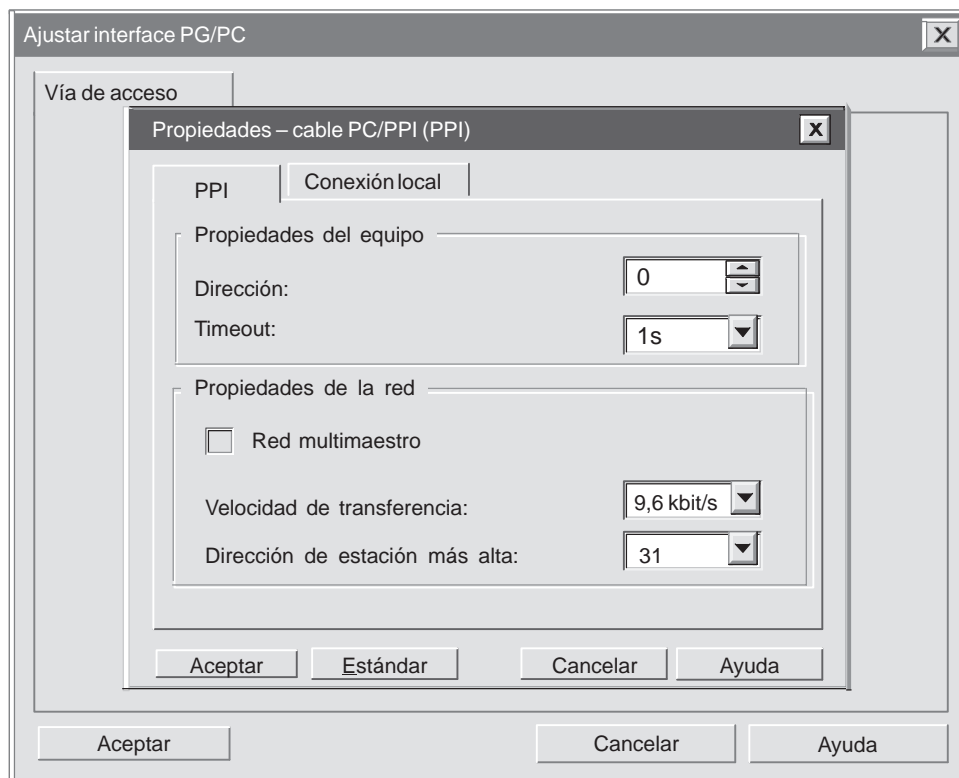 Ajustar interface PG/PC X
Vía de acceso
Propiedades – cable PC/PPI (PPI) X
PPI Conexión local
Propiedades del equipo
Dirección: 0
Timeout: 1s
Propiedades de la red
Red multimaestro
Velocidad de transferencia: 9,6 kbit/s
Dirección de estación más alta: 31
Aceptar Estándar Cancelar Ayuda
Aceptar Cancelar Ayuda